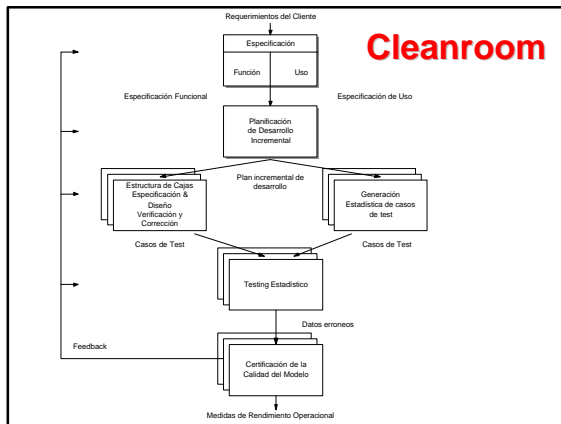 Cleanroom
Requerimientos del Cliente
Especificación
Función
Uso
Especificación Funcional
Especificación de Uso
Planificación
de Desarrollo
Incremental
Plan incremental de
desarrollo
Estructura de Cajas
Especificación &
Diseño
Verificación y
Corrección
Generación
Estadística de casos
de test
Casos de Test
Casos de Test
Testing Estadístico
Datos erroneos
Feedback
Certificación de la
Calidad del Modelo
Medidas de Rendimiento Operacional